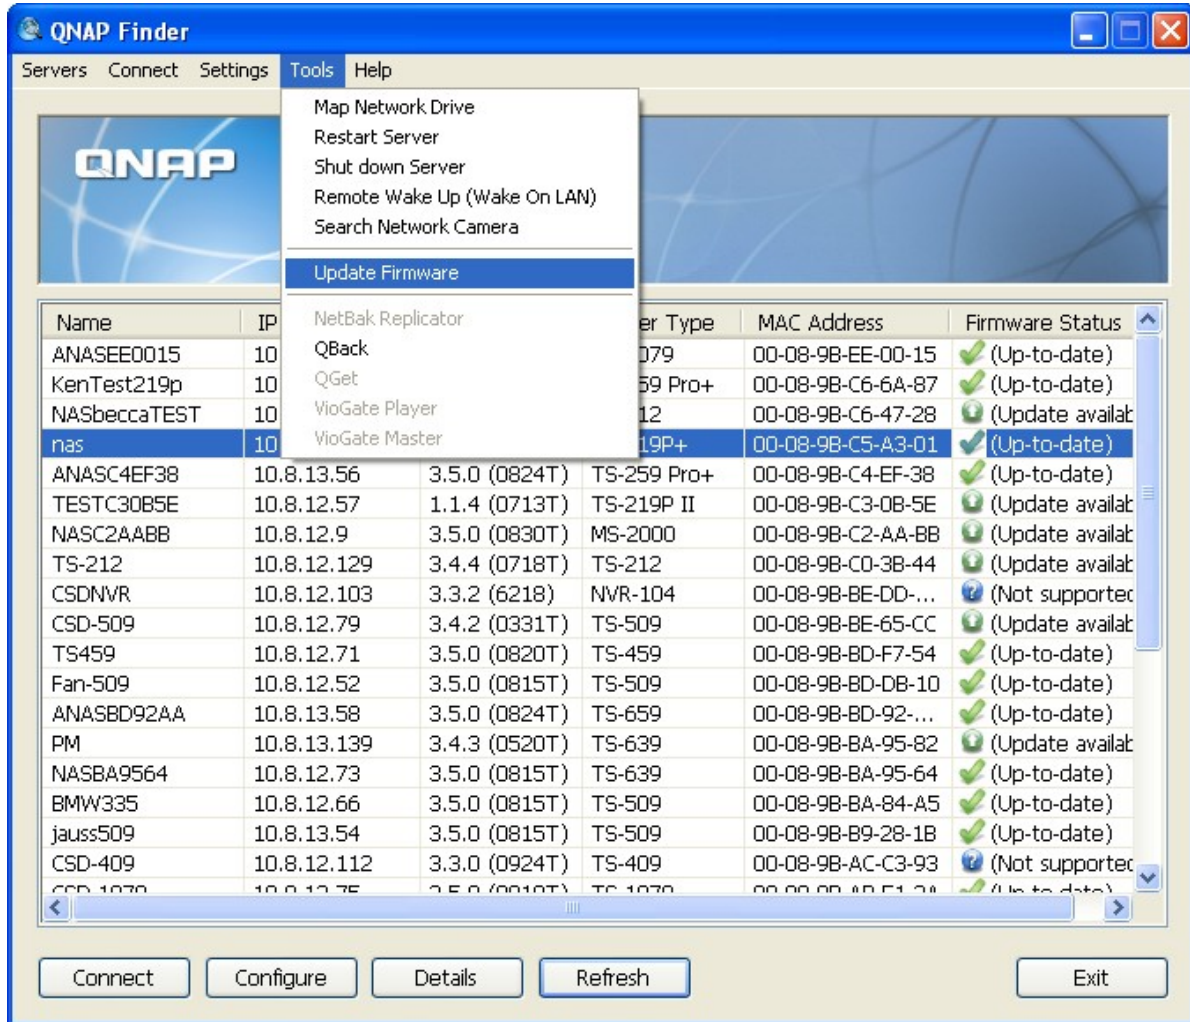 QNAP Finder
Servers Connect Settings Tools Help
Map Network Drive
Restart Server
Shut down Server
Remote Wake Up (Wake On LAN)
Search Network Camera
Update Firmware
NetBak Replicator
QBack
QGet
VioGate Player
VioGate Master
QNAP
Name IP er Type MAC Address Firmware Status
ANASEE0015 10 079 00-08-9B-EE-00-15 (Up-to-date)
KenTest219p 10 59 Pro+ 00-08-9B-C6-6A-87 (Up-to-date)
NASbeccaTEST 10 12 00-08-9B-C6-47-28 (Update availab
nas 10 19P+ 00-08-9B-C5-A3-01 (Up-to-date)
ANASC4EF38 10.8.13.56 3.5.0 (0824T) TS-259 Pro+ 00-08-9B-C4-EF-38 (Up-to-date)
TESTC30B5E 10.8.12.57 1.1.4 (0713T) TS-219P II 00-08-9B-C3-0B-5E (Update availab
NASC2AABB 10.8.12.9 3.5.0 (0830T) MS-2000 00-08-9B-C2-AA-BB (Update availab
TS-212 10.8.12.129 3.4.4 (0718T) TS-212 00-08-9B-C0-3B-44 (Update availab
CSDNVR 10.8.12.103 3.3.2 (6218) NVR-104 00-08-9B-BE-DD-... (Not supported
CSD-509 10.8.12.79 3.4.2 (0331T) TS-509 00-08-9B-BE-65-CC (Update availab
TS459 10.8.12.71 3.5.0 (0820T) TS-459 00-08-9B-BD-F7-54 (Up-to-date)
Fan-509 10.8.12.52 3.5.0 (0815T) TS-509 00-08-9B-BD-DB-10 (Up-to-date)
ANASBD92AA 10.8.13.58 3.5.0 (0824T) TS-659 00-08-9B-BD-92-... (Up-to-date)
PM 10.8.13.139 3.4.3 (0520T) TS-639 00-08-9B-BA-95-82 (Update availab
NASBA9564 10.8.12.73 3.5.0 (0815T) TS-639 00-08-9B-BA-95-64 (Up-to-date)
BMW335 10.8.12.66 3.5.0 (0815T) TS-509 00-08-9B-BA-84-A5 (Up-to-date)
jauss509 10.8.13.54 3.5.0 (0815T) TS-509 00-08-9B-B9-28-1B (Up-to-date)
CSD-409 10.8.12.112 3.3.0 (0924T) TS-409 00-08-9B-AC-C3-93 (Not supported
Connect Configure Details Refresh Exit